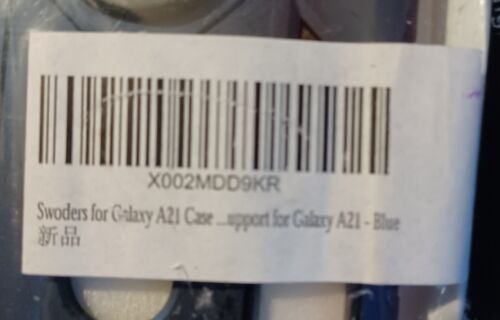 X002MDD9KR
Swoders for Galaxy A21 Case ...upport for Galaxy A21 - Blue
新品